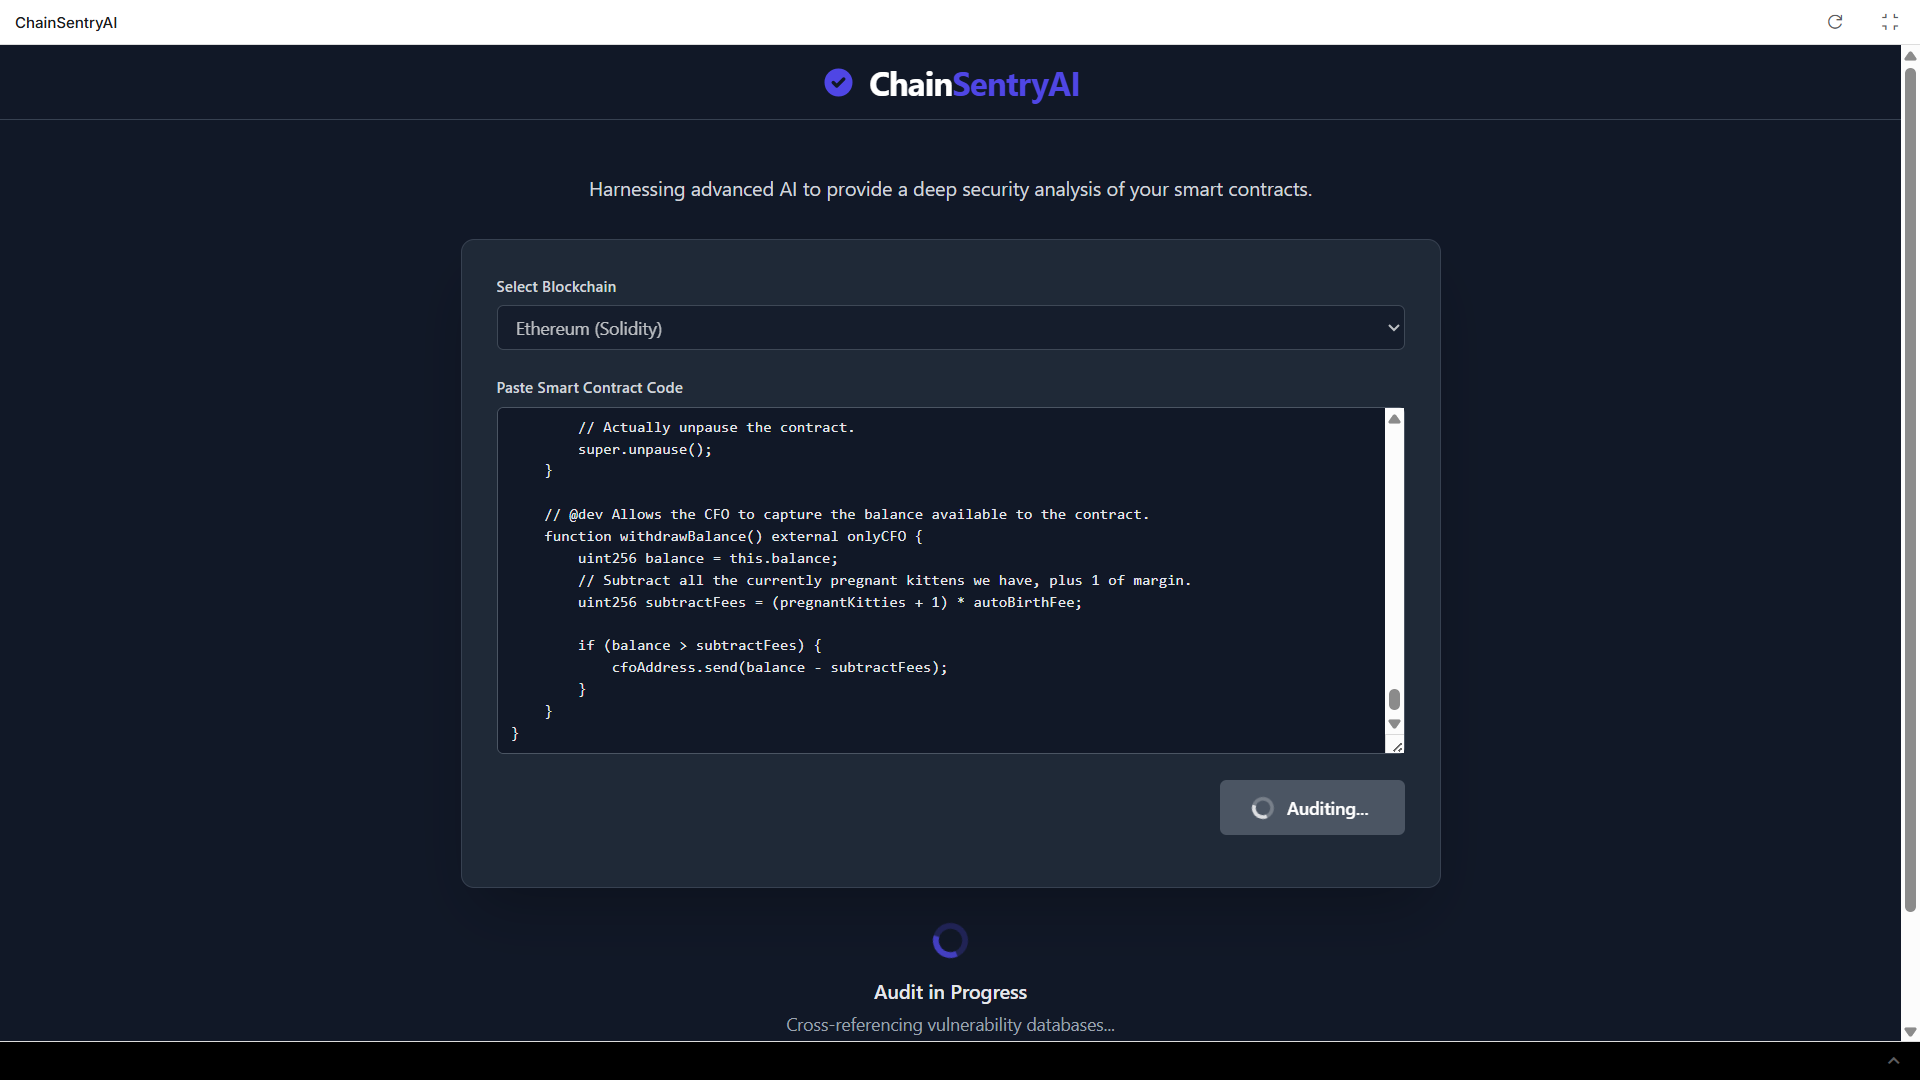 ChainSentryAI
ChainSentryAI
Harnessing advanced AI to provide a deep security analysis of your smart contracts.
Select Blockchain
Ethereum (Solidity)
Paste Smart Contract Code
// Actually unpause the contract.
super.unpause();
}
// @dev Allows the CFO to capture the balance available to the contract.
function withdrawBalance() external onlyCFO {
uint256 balance = this.balance;
// Subtract all the currently pregnant kittens we have, plus 1 of margin.
uint256 subtractFees = (pregnantKitties + 1) * autoBirthFee;
if (balance > subtractFees) {
cfoAddress.send(balance - subtractFees);
}
}
}
Auditing...
Audit in Progress
Cross-referencing vulnerability databases...